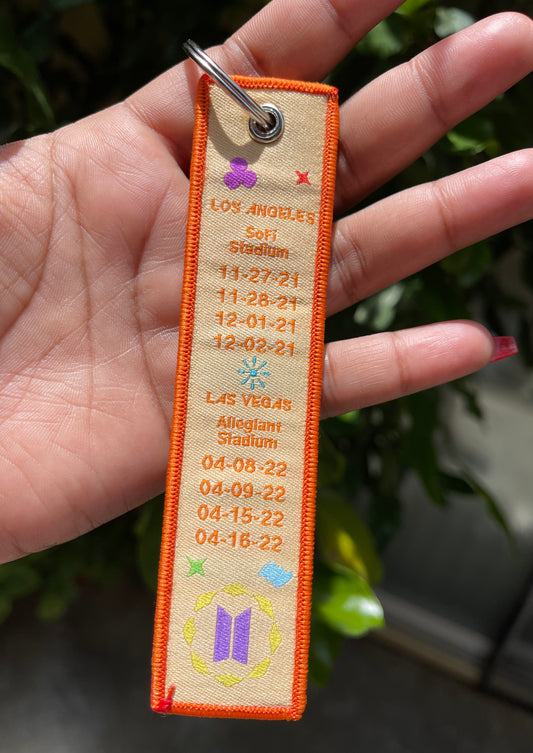 LOS ANGELES
SoFi
Stadium
11-27-21
11-28-21
12-01-21
12-02-21
LAS VEGAS
Allegiant
Stadium
04-08-22
04-09-22
04-15-22
04-16-22